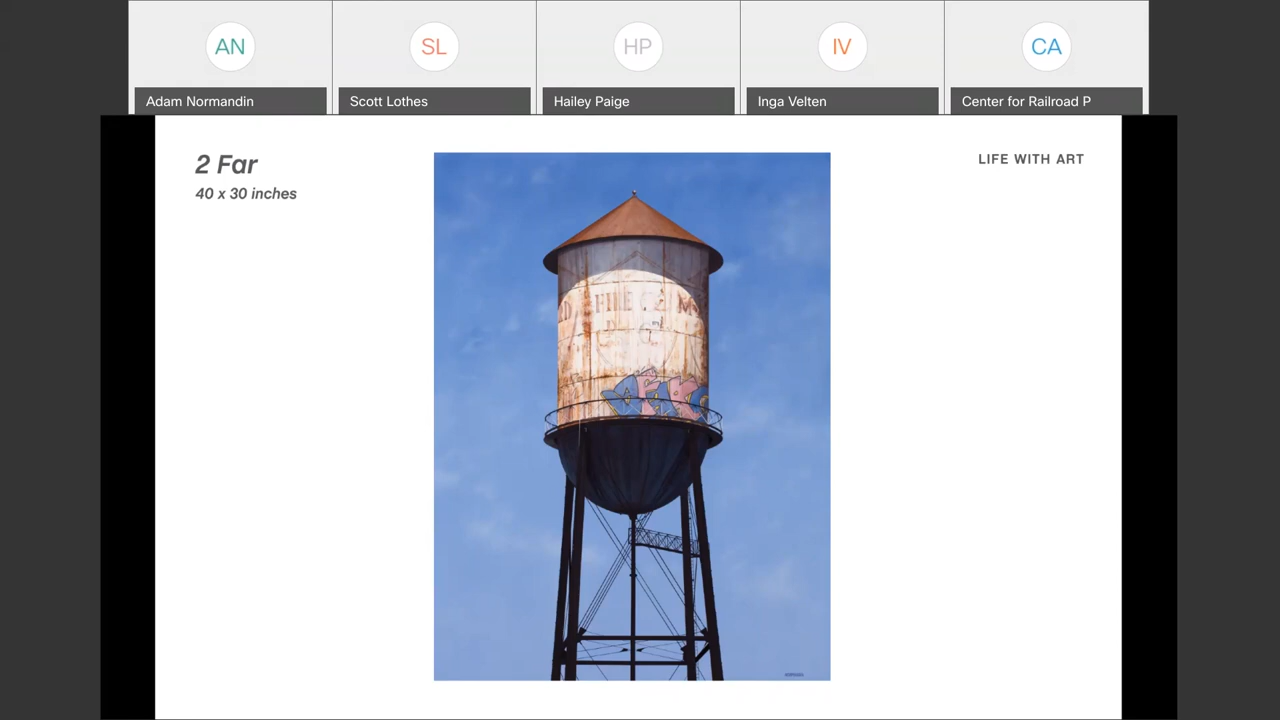 AN
SL
HP
IV
CA
Adam Normandin
Scott Lothes
Hailey Paige
Inga Velten
Center for Railroad P
2 Far
40 x 30 inches
LIFE WITH ART